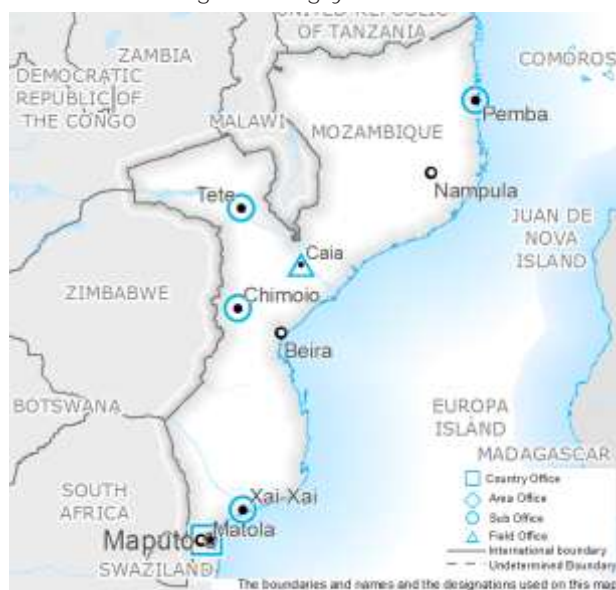 UNITED REPUBLIC
OF TANZANIA
ZAMBIA
COMOROS
DEMOCRATIC
REPUBLIC OF
THE CONGO
Pemba
MALAWI
MOZAMBIQUE
Nampula
Tete
JUAN DE
NOVA
ISLAND
Caia
ZIMBABWE
Chimoio
Beira
BOTSWANA
EUROPA
ISLAND
MADAGASCAR
Country Office
Area Office
Sub Office
Field Office
International boundary
Undetermined Boundary
SOUTH
AFRICA
Xai-Xai
Matola
Maputo
SWAZILAND
The boundaries and names and the designations used on this map